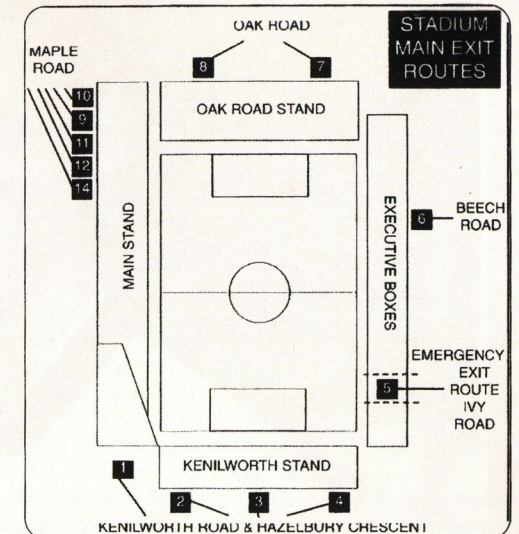 OAK ROAD
STADIUM
MAIN EXIT
ROUTES
MAPLE
ROAD
8
7
10
9
11
12
14
OAK ROAD STAND
MAIN STAND
EXECUTIVE BOXES
6
BEECH
ROAD
EMERGENCY
EXIT
5
ROUTE
IVY
ROAD
KENILWORTH STAND
1
2
3
4
KENILWORTH ROAD & HAZELBURY CRESCENT